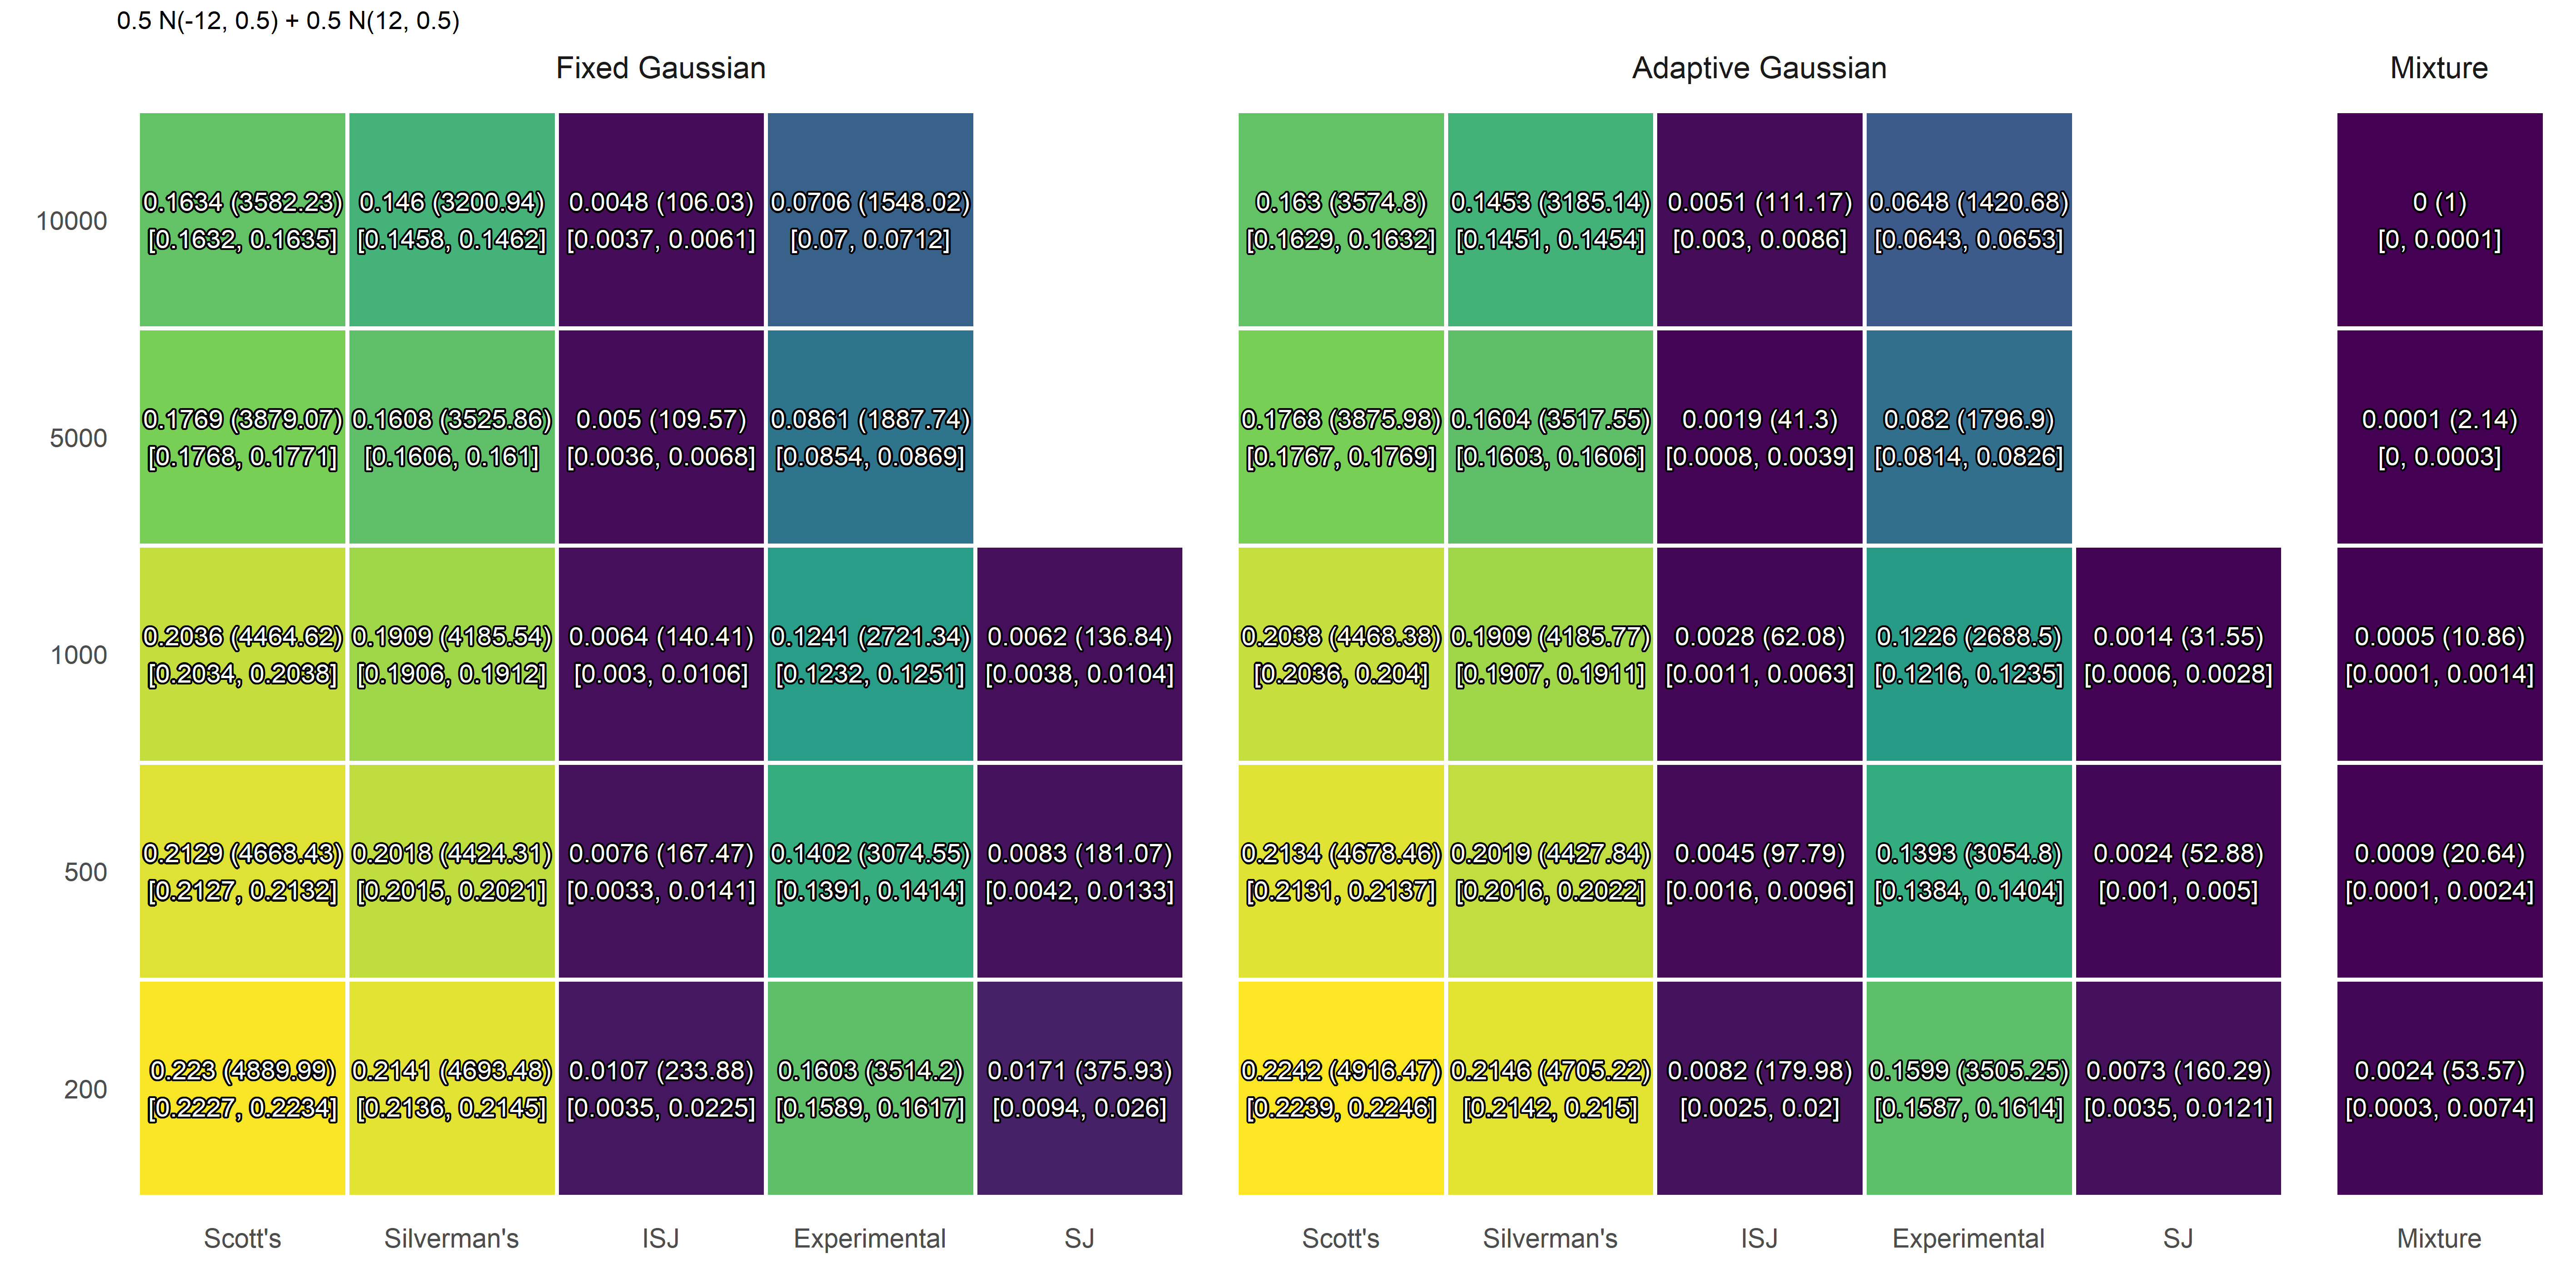 0.5 N(-12, 0.5) + 0.5 N(12, 0.5)
Fixed Gaussian Adaptive Gaussian Mixture
0.1634 (3582.23) 0.146 (3200.94) 0.0048 (106.03) 0.0706 (1548.02) 0.163 (3574.8) 0.1453 (3185.14) 0.0051 (111.17) 0.0648 (1420.68) 0 (1)
10000
[0.1632, 0.1635] [0.1458, 0.1462] [0.0037, 0.0061] [0.07, 0.0712] [0.1629, 0.1632] [0.1451, 0.1454] [0.003, 0.0086] [0.0643, 0.0653] [0, 0.0001]
0.1769 (3879.07) 0.1608 (3525.86) 0.005 (109.57) 0.0861 (1887.74) 0.1768 (3875.98) 0.1604 (3517.55) 0.0019 (41.3) 0.082 (1796.9) 0.0001 (2.14)
5000
[0.1768, 0.1771] [0.1606, 0.161] [0.0036, 0.0068] [0.0854, 0.0869] [0.1767, 0.1769] [0.1603, 0.1606] [0.0008, 0.0039] [0.0814, 0.0826] [0, 0.0003]
0.2036 (4464.62) 0.1909 (4185.54) 0.0064 (140.41) 0.1241 (2721.34) 0.0062 (136.84) 0.2038 (4468.38) 0.1909 (4185.77) 0.0028 (62.08) 0.1226 (2688.5) 0.0014 (31.55) 0.0005 (10.86)
1000
[0.2034, 0.2038] [0.1906, 0.1912] [0.003, 0.0106] [0.1232, 0.1251] [0.0038, 0.0104] [0.2036, 0.204] [0.1907, 0.1911] [0.0011, 0.0063] [0.1216, 0.1235] [0.0006, 0.0028] [0.0001, 0.0014]
0.2129 (4668.43) 0.2018 (4424.31) 0.0076 (167.47) 0.1402 (3074.55) 0.0083 (181.07) 0.2134 (4678.46) 0.2019 (4427.84) 0.0045 (97.79) 0.1393 (3054.8) 0.0024 (52.88) 0.0009 (20.64)
500
[0.2127, 0.2132] [0.2015, 0.2021] [0.0033, 0.0141] [0.1391, 0.1414] [0.0042, 0.0133] [0.2131, 0.2137] [0.2016, 0.2022] [0.0016, 0.0096] [0.1384, 0.1404] [0.001, 0.005] [0.0001, 0.0024]
0.223 (4889.99) 0.2141 (4693.48) 0.0107 (233.88) 0.1603 (3514.2) 0.0171 (375.93) 0.2242 (4916.47) 0.2146 (4705.22) 0.0082 (179.98) 0.1599 (3505.25) 0.0073 (160.29) 0.0024 (53.57)
200
[0.2227, 0.2234] [0.2136, 0.2145] [0.0035, 0.0225] [0.1589, 0.1617] [0.0094, 0.026] [0.2239, 0.2246] [0.2142, 0.215] [0.0025, 0.02] [0.1587, 0.1614] [0.0035, 0.0121] [0.0003, 0.0074]
Scott's Silverman's ISJ Experimental SJ Scott's Silverman's ISJ Experimental SJ Mixture